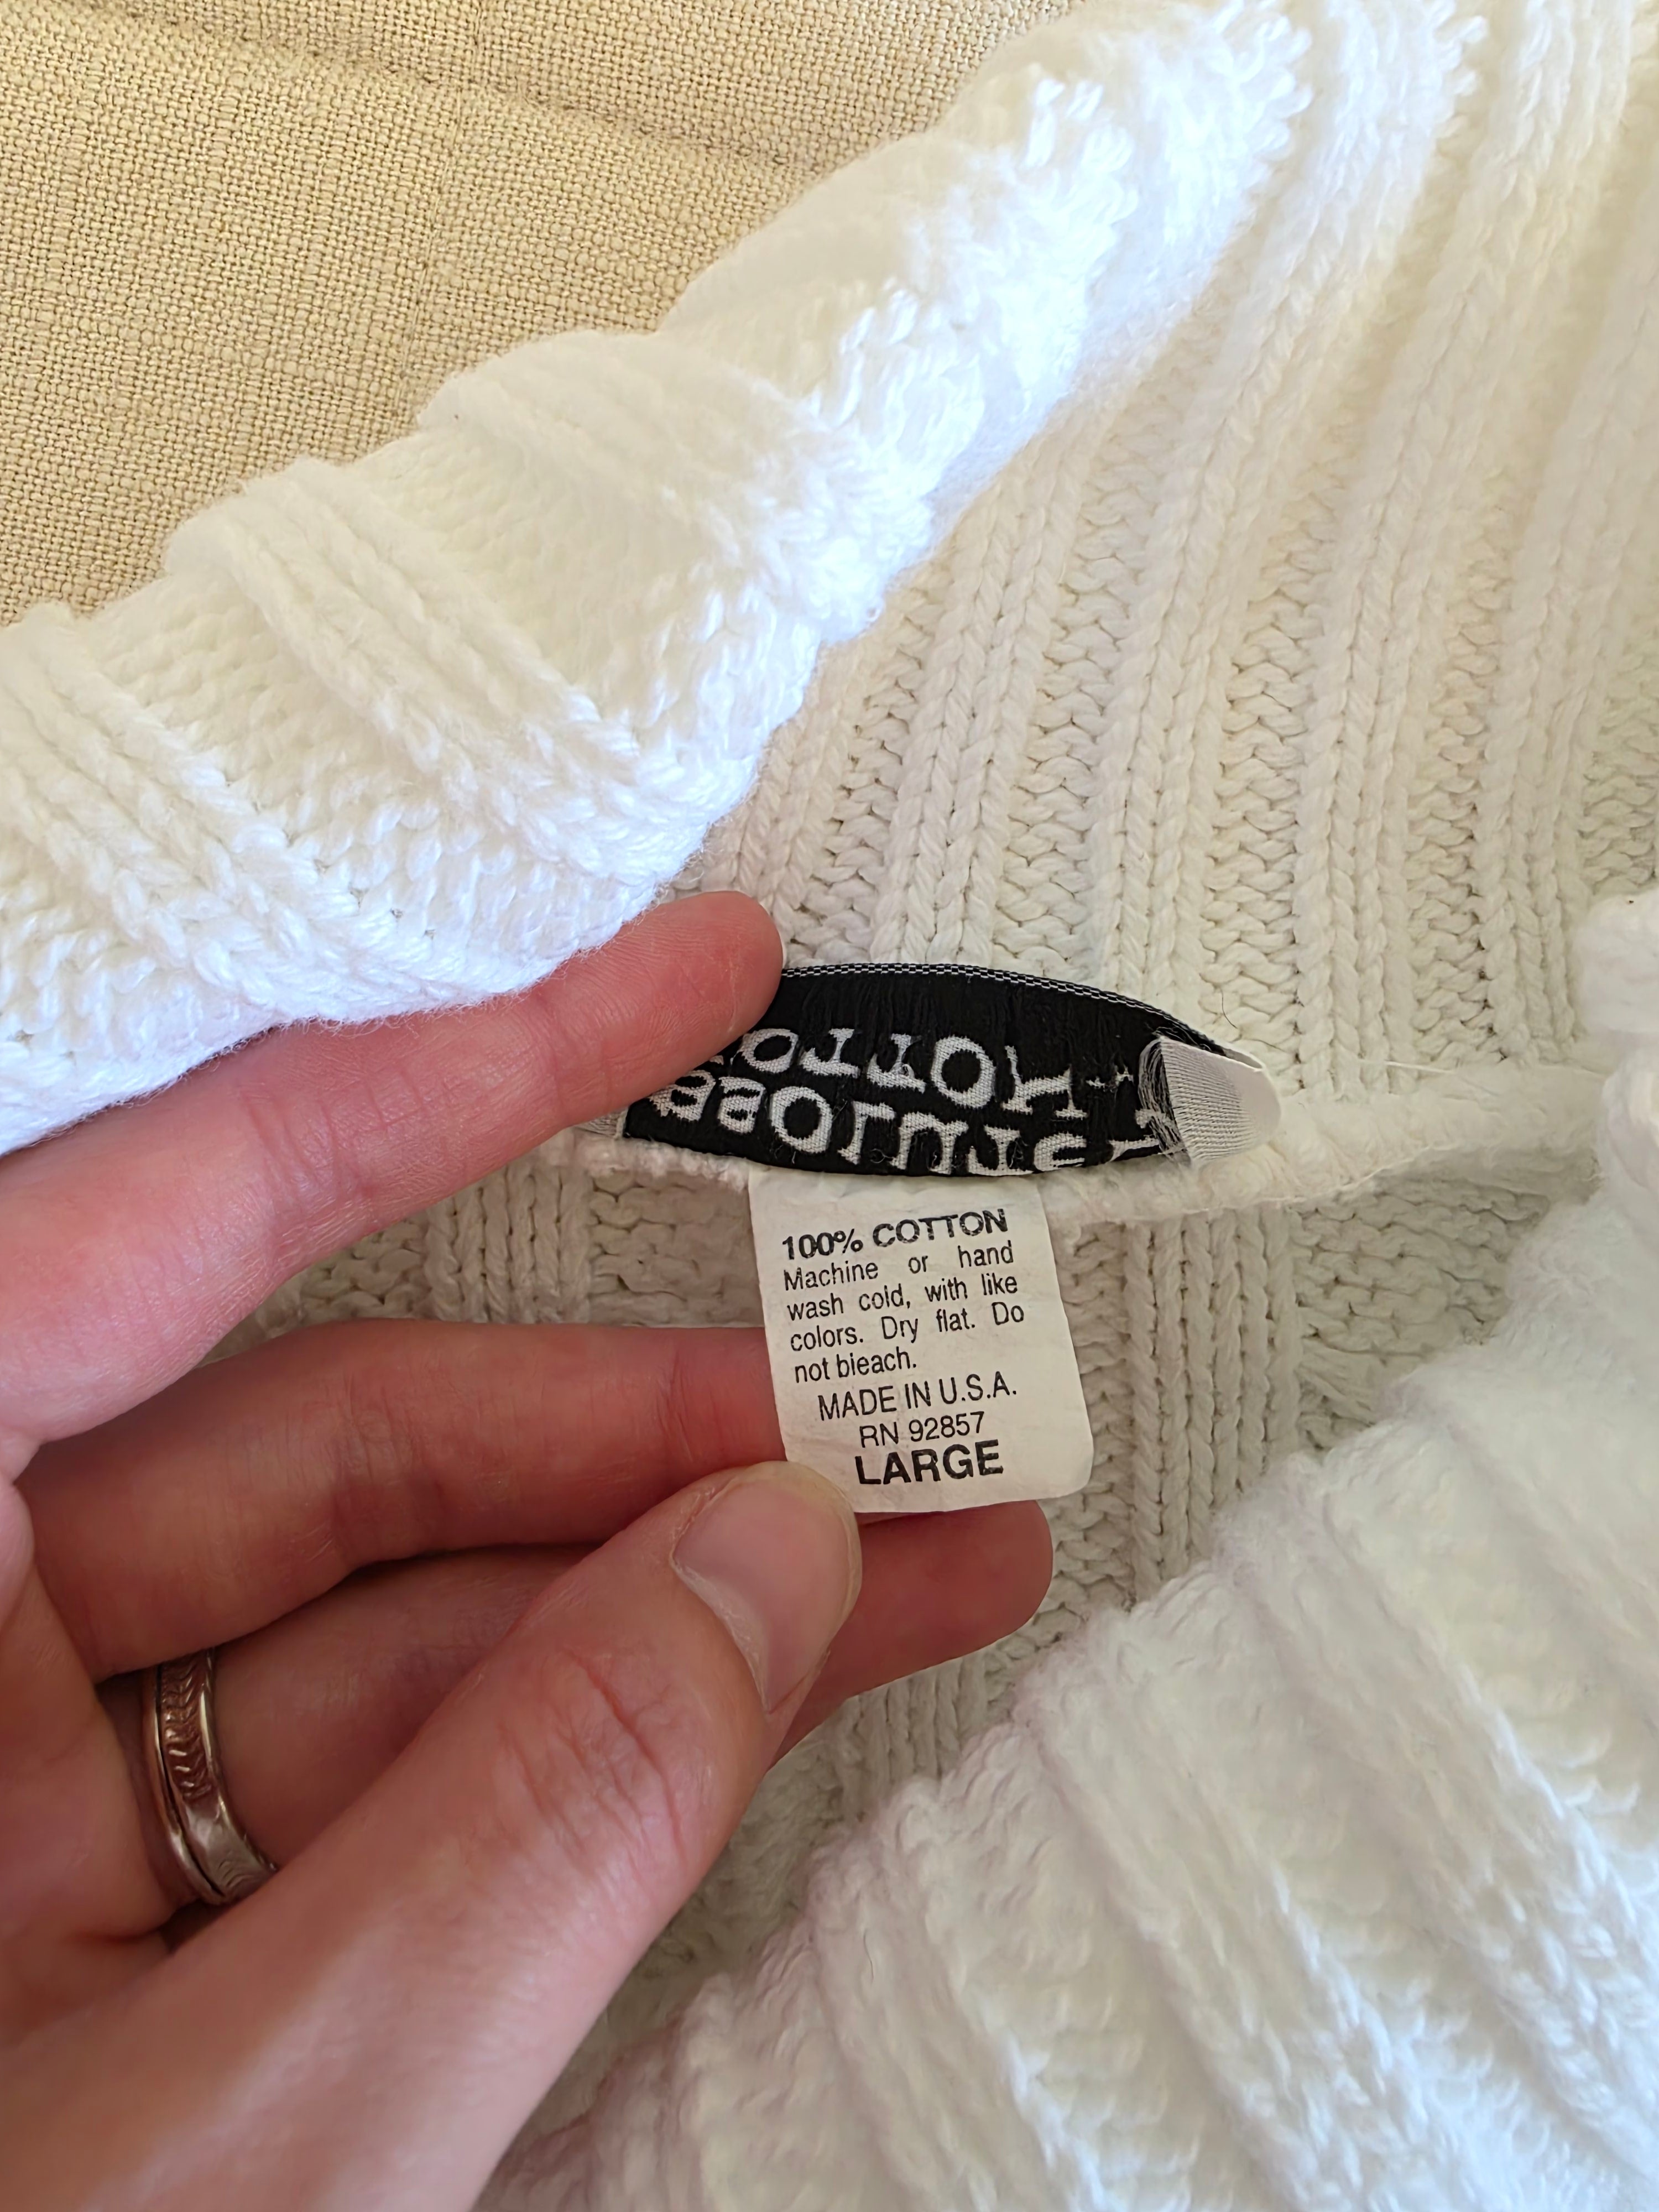 COTTON
100% COTTON
Machine or hand
wash cold, with like
colors. Dry flat. Do
not bleach.
MADE IN U.S.A.
RN 92857
LARGE